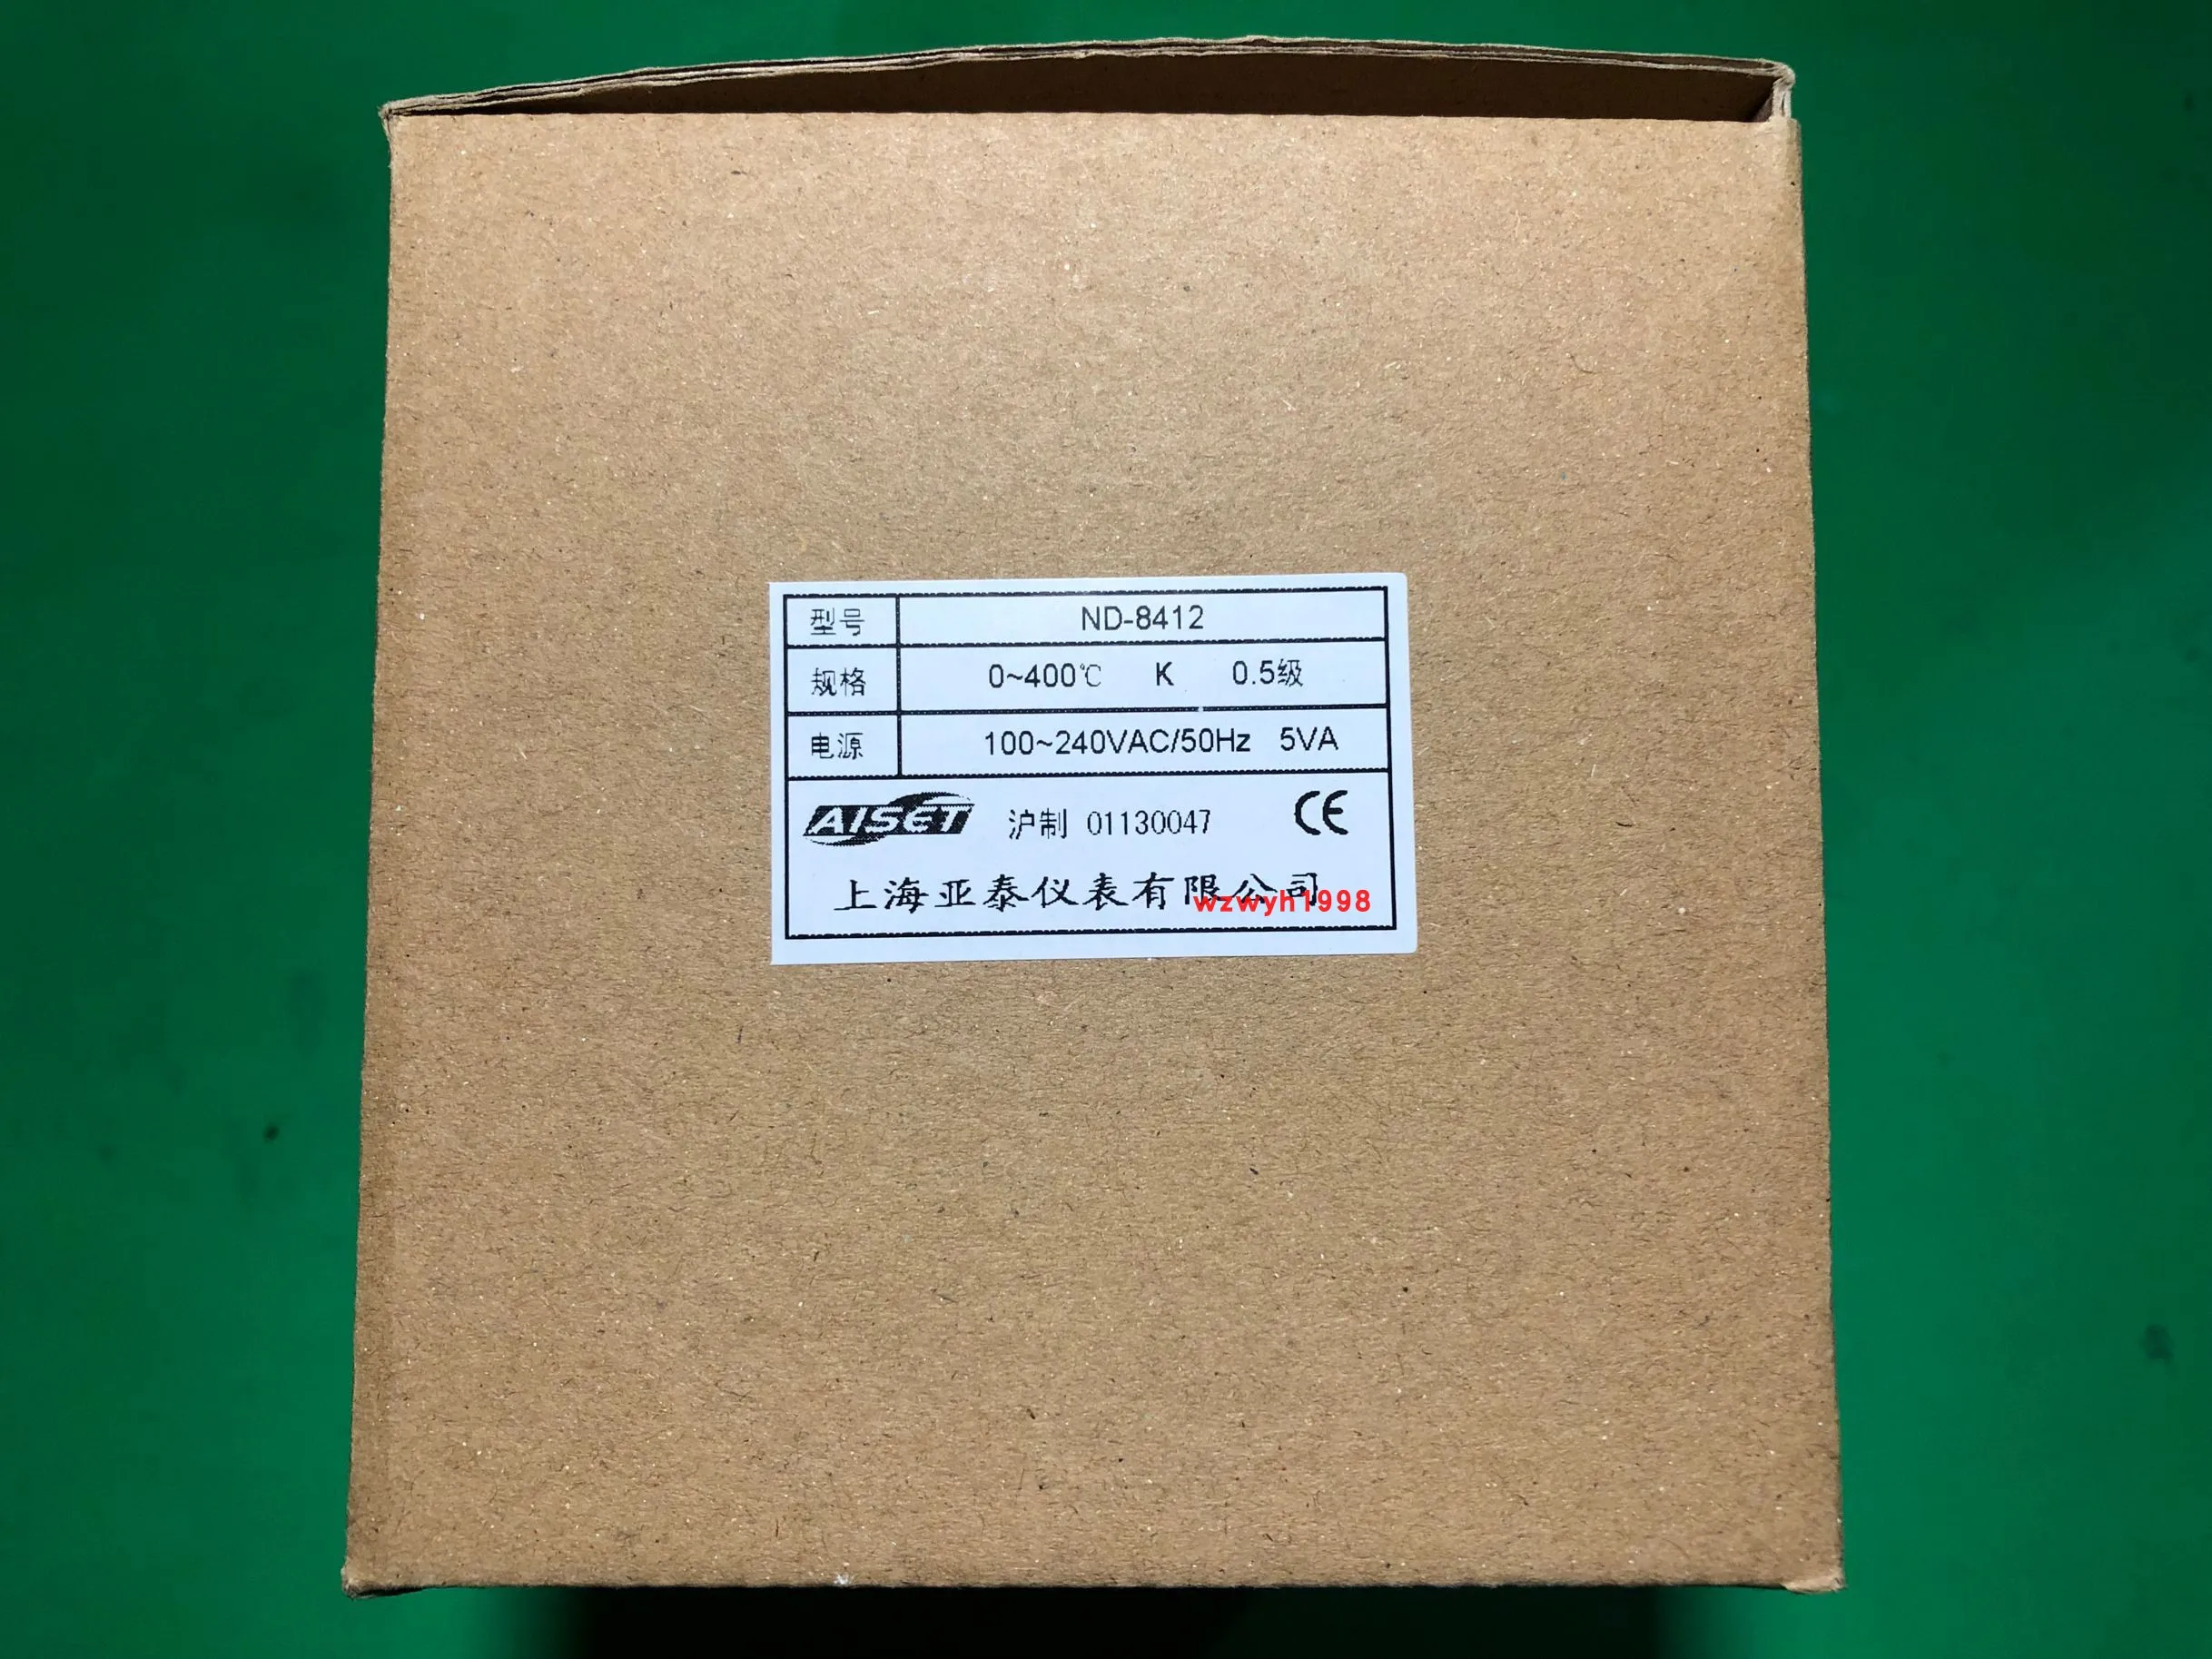 型号 ND-8412
规格 0~400℃ K 0.5级
电源 100~240VAC/50Hz 5VA
AISET 沪制 01130047 CE
上海亚泰仪表有限公司
wzwyh1998